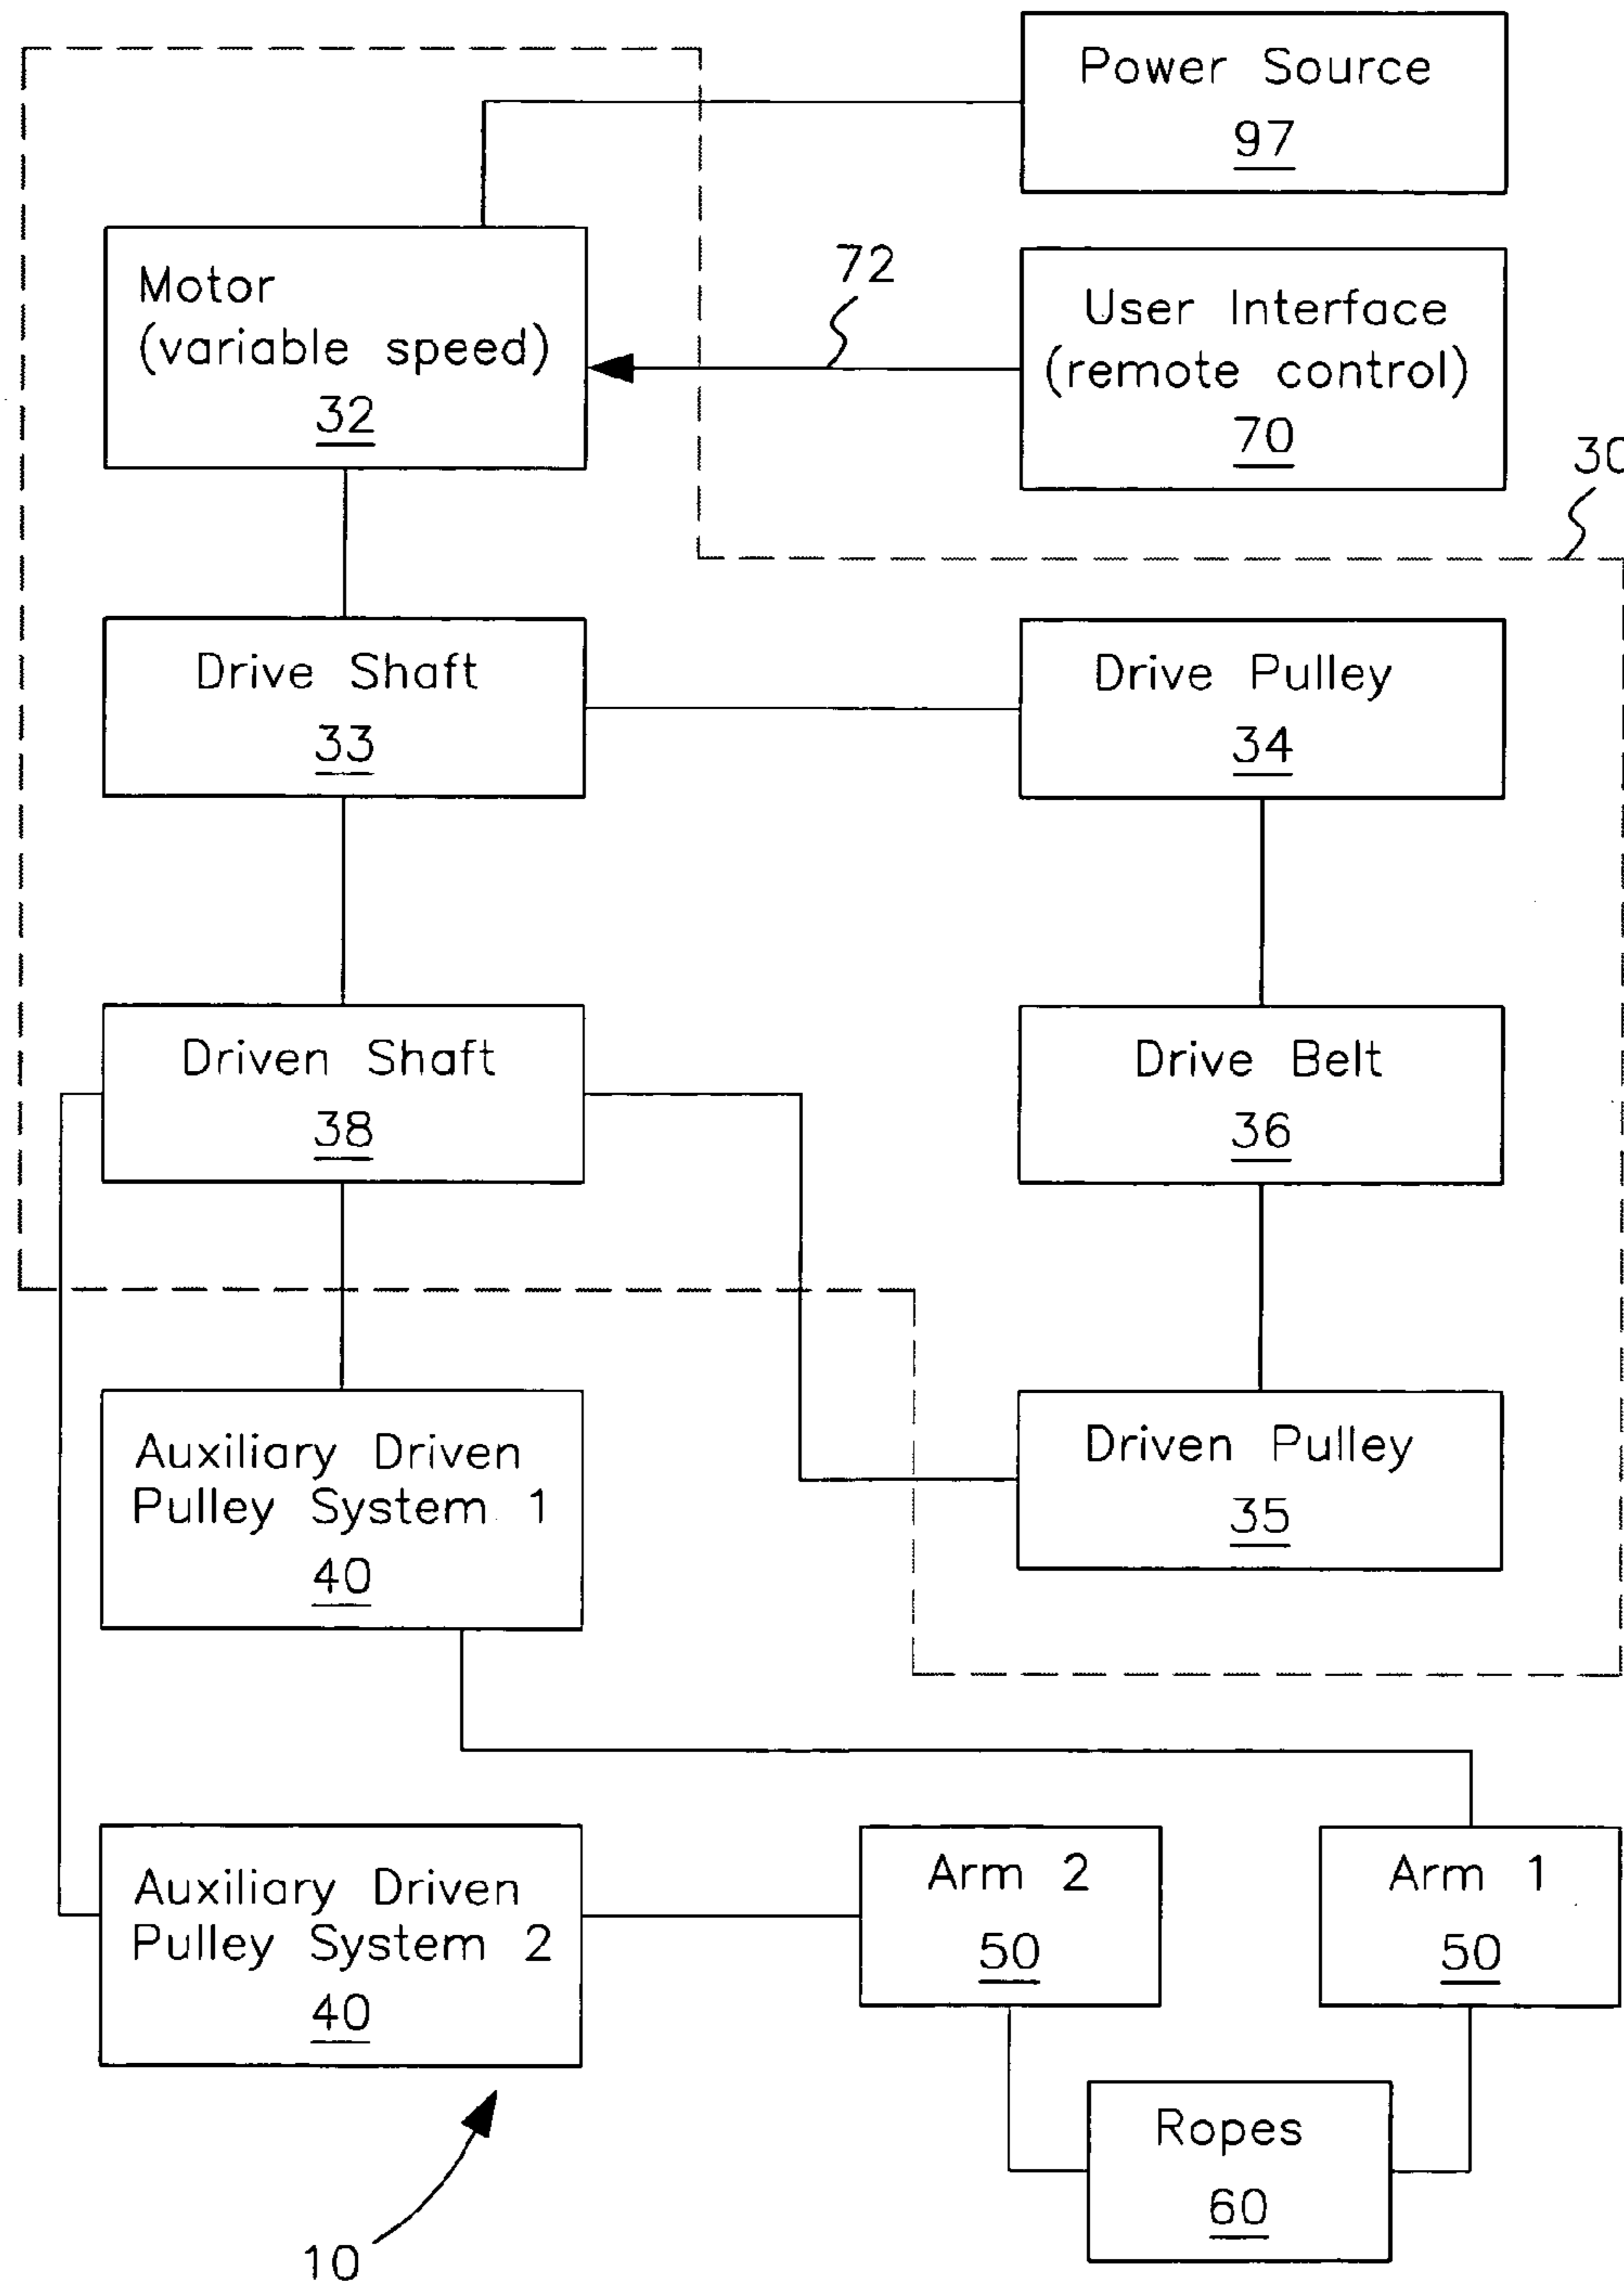 Power Source
97
Motor
(variable speed)
32
72
User Interface
(remote control)
70
30
Drive Shaft
33
Drive Pulley
34
Driven Shaft
38
Drive Belt
36
Auxiliary Driven
Pulley System 1
40
Driven Pulley
35
Auxiliary Driven
Pulley System 2
40
Arm 2
50
Arm 1
50
Ropes
60
10